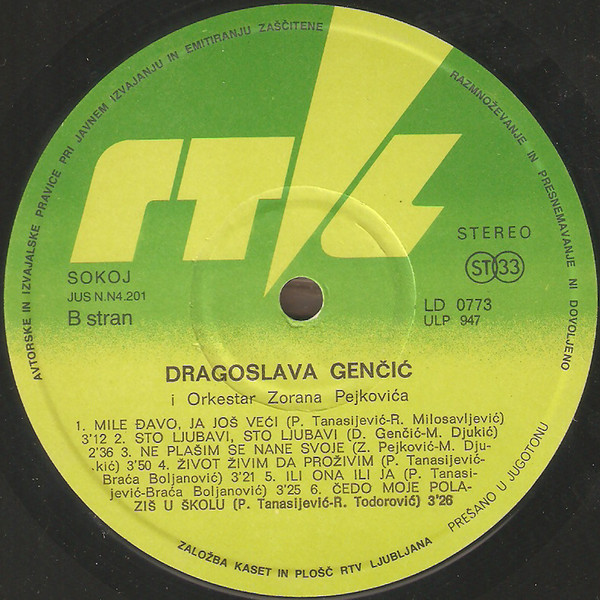 AVTORSKE IN IZVAJALSKE PRAVICE PRI JAVNEM IZVAJANJU IN EMITIRANJU ZAŠČITENE
RAZMNOŽEVANJE IN PRESNEMAVANJE NI DOVOLJENO
rtl
STEREO
SOKOJ
ST 33
JUS N.N4.201
LD 0773
B stran
ULP 947
DRAGOSLAVA GENČIĆ
i Orkestar Zorana Pejkovića
1. MILE ĐAVO, JA JOŠ VEĆI (P. Tanasijević-R. Milosavljević)
3'12 2. STO LJUBAVI, STO LJUBAVI (D. Genčić-M. Djukić)
2'36 3. NE PLAŠIM SE NANE SVOJE (Z. Pejković-M. Dju-
kić) 3'50 4. ŽIVOT ŽIVIM DA PROŽIVIM (P. Tanasijević-
Braća Boljanović) 3'21 5. ILI ONA ILI JA (P. Tanasi-
jević-Braća Boljanović) 3'25 6. ČEDO MOJE POLA-
ZIŠ U ŠKOLU (P. Tanasijević-R. Todorović) 3'26
PREŠANO U JUGOTONU
ZALOŽBA KASET IN PLOŠČ RTV LJUBLJANA